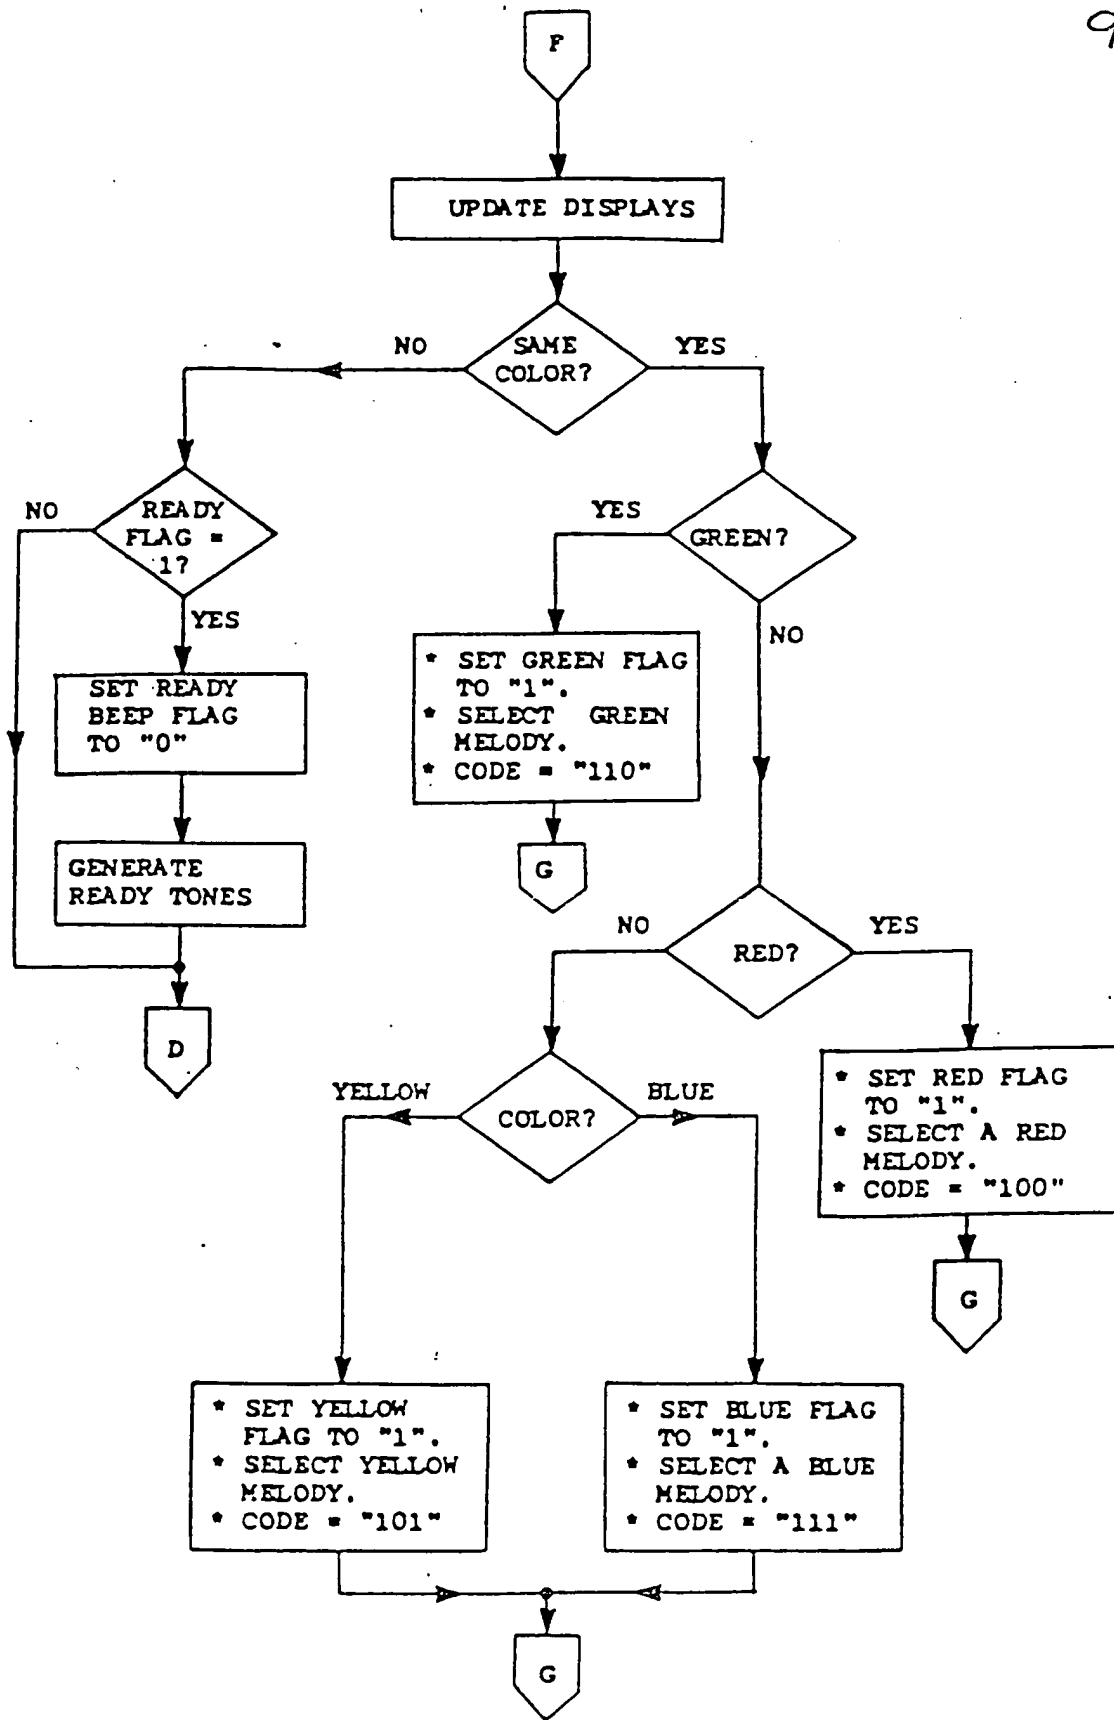 9
F
UPDATE DISPLAYS
NO
SAME
COLOR?
YES
NO
READY
FLAG =
1?
YES
GREEN?
YES
NO
SET READY
BEEP FLAG
TO "0"
* SET GREEN FLAG
TO "1".
* SELECT GREEN
MELODY.
* CODE = "110"
GENERATE
READY TONES
G
NO
RED?
YES
D
YELLOW
COLOR?
BLUE
* SET RED FLAG
TO "1".
* SELECT A RED
MELODY.
* CODE = "100"
G
* SET YELLOW
FLAG TO "1".
* SELECT YELLOW
MELODY.
* CODE = "101"
* SET BLUE FLAG
TO "1".
* SELECT A BLUE
MELODY.
* CODE = "111"
G